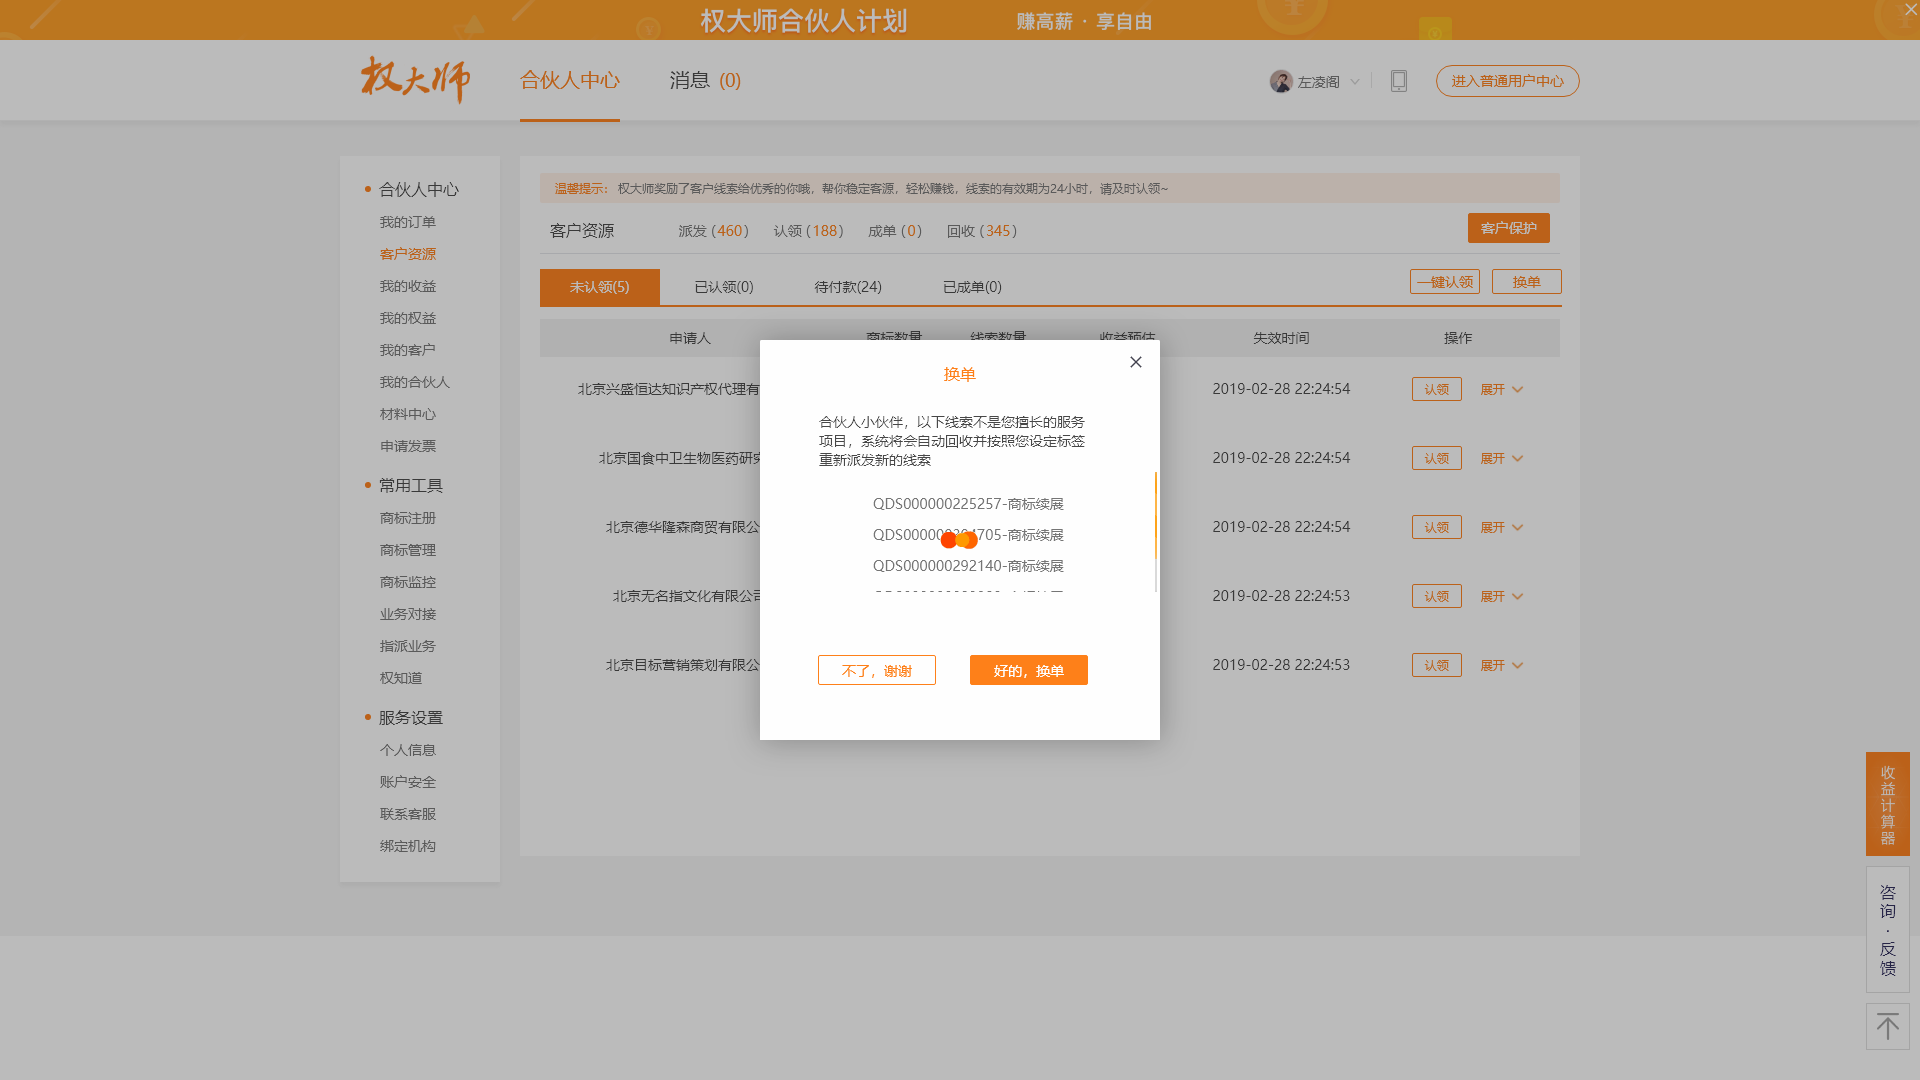 权大师合伙人计划
赚高薪 · 享自由
权大师
合伙人中心
消息 (0)
左凌阁
进入普通用户中心
合伙人中心
我的订单
客户资源
我的收益
我的权益
我的客户
我的合伙人
材料中心
申请发票
常用工具
商标注册
商标管理
商标监控
业务对接
指派业务
权知道
服务设置
个人信息
账户安全
联系客服
绑定机构
温馨提示: 权大师奖励了客户线索给优秀的你哦，帮你稳定客源，轻松赚钱，线索的有效期为24小时，请及时认领~
客户资源 派发 (460) 认领 (188) 成单 (0) 回收 (345)
客户保护
未认领(5) 已认领(0) 待付款(24) 已成单(0)
一键认领 换单
申请人 商标数量 线索数量 收益预估 失效时间 操作
北京兴盛恒达知识产权代理有 2019-02-28 22:24:54 认领 展开
北京国食中卫生物医药研究 2019-02-28 22:24:54 认领 展开
北京德华隆森商贸有限公 2019-02-28 22:24:54 认领 展开
北京无名指文化有限公司 2019-02-28 22:24:53 认领 展开
北京目标营销策划有限公 2019-02-28 22:24:53 认领 展开
换单
合伙人小伙伴，以下线索不是您擅长的服务
项目，系统将会自动回收并按照您设定标签
重新派发新的线索
QDS000000225257-商标续展
705-商标续展
QDS000000292140-商标续展
不了，谢谢
好的，换单
收益计算器
咨询·反馈